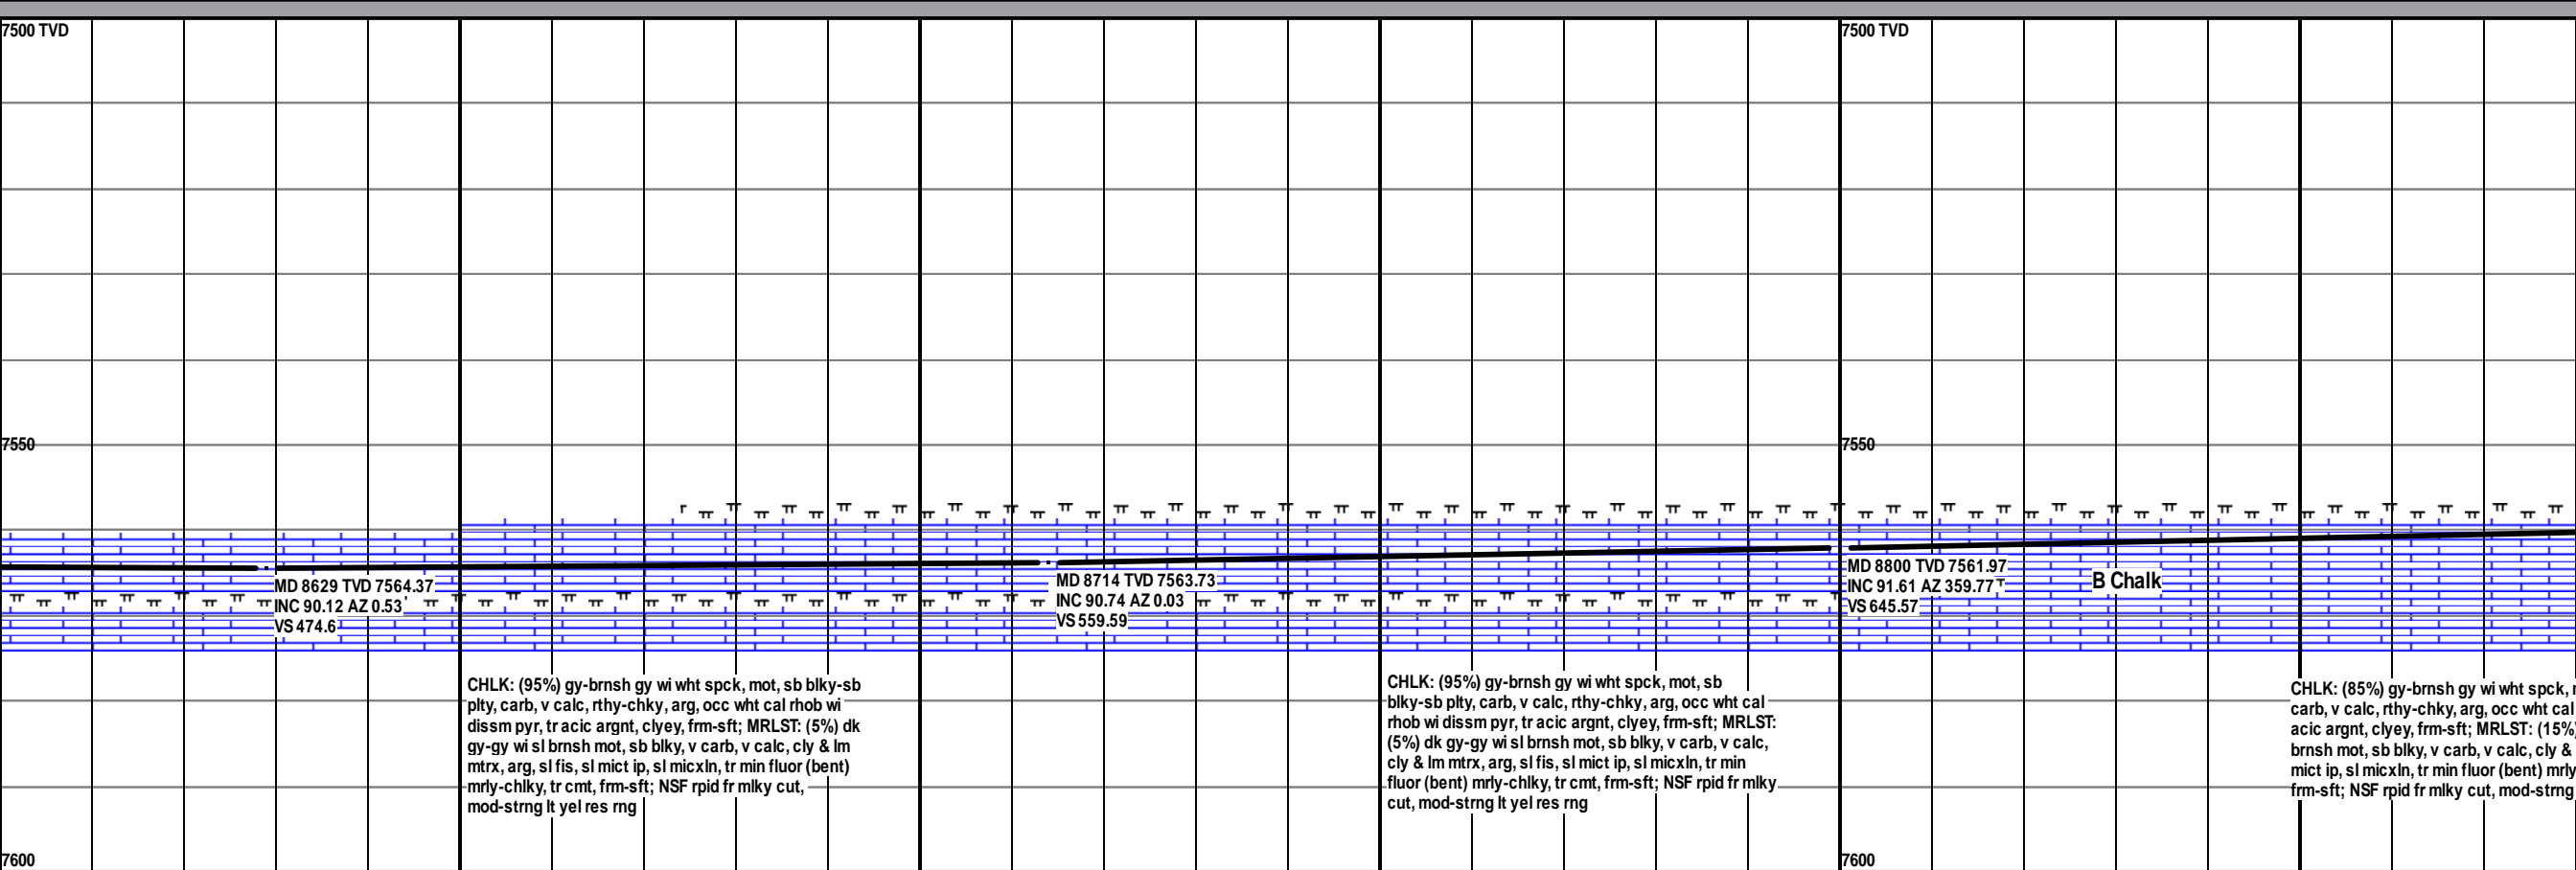 7500 TVD
7500 TVD
7550
7550
MD 8629 TVD 7564.37
INC 90.12 AZ 0.53
VS 474.6
MD 8714 TVD 7563.73
INC 90.74 AZ 0.03
VS 559.59
MD 8800 TVD 7561.97
INC 91.61 AZ 359.77
VS 645.57
B Chalk
CHLK: (95%) gy-brnsh gy wi wht spck, mot, sb blky-sb
plty, carb, v calc, rthy-chky, arg, occ wht cal rhob wi
dissm pyr, tr acic argnt, clyey, frm-sft; MRLST: (5%) dk
gy-gy wi sl brnsh mot, sb blky, v carb, v calc, cly & lm
mtrx, arg, sl fis, sl mict ip, sl micxln, tr min fluor (bent)
mrly-chlky, tr cmt, frm-sft; NSF rpid fr mlky cut,
mod-strng lt yel res rng
CHLK: (95%) gy-brnsh gy wi wht spck, mot, sb
blky-sb plty, carb, v calc, rthy-chky, arg, occ wht cal
rhob wi dissm pyr, tr acic argnt, clyey, frm-sft; MRLST:
(5%) dk gy-gy wi sl brnsh mot, sb blky, v carb, v calc,
cly & lm mtrx, arg, sl fis, sl mict ip, sl micxln, tr min
fluor (bent) mrly-chlky, tr cmt, frm-sft; NSF rpid fr mlky
cut, mod-strng lt yel res rng
CHLK: (85%) gy-brnsh gy wi wht spck,
carb, v calc, rthy-chky, arg, occ wht cal
acic argnt, clyey, frm-sft; MRLST: (15%)
brnsh mot, sb blky, v carb, v calc, cly &
mict ip, sl micxln, tr min fluor (bent) mrly
frm-sft; NSF rpid fr mlky cut, mod-strng
7600
7600